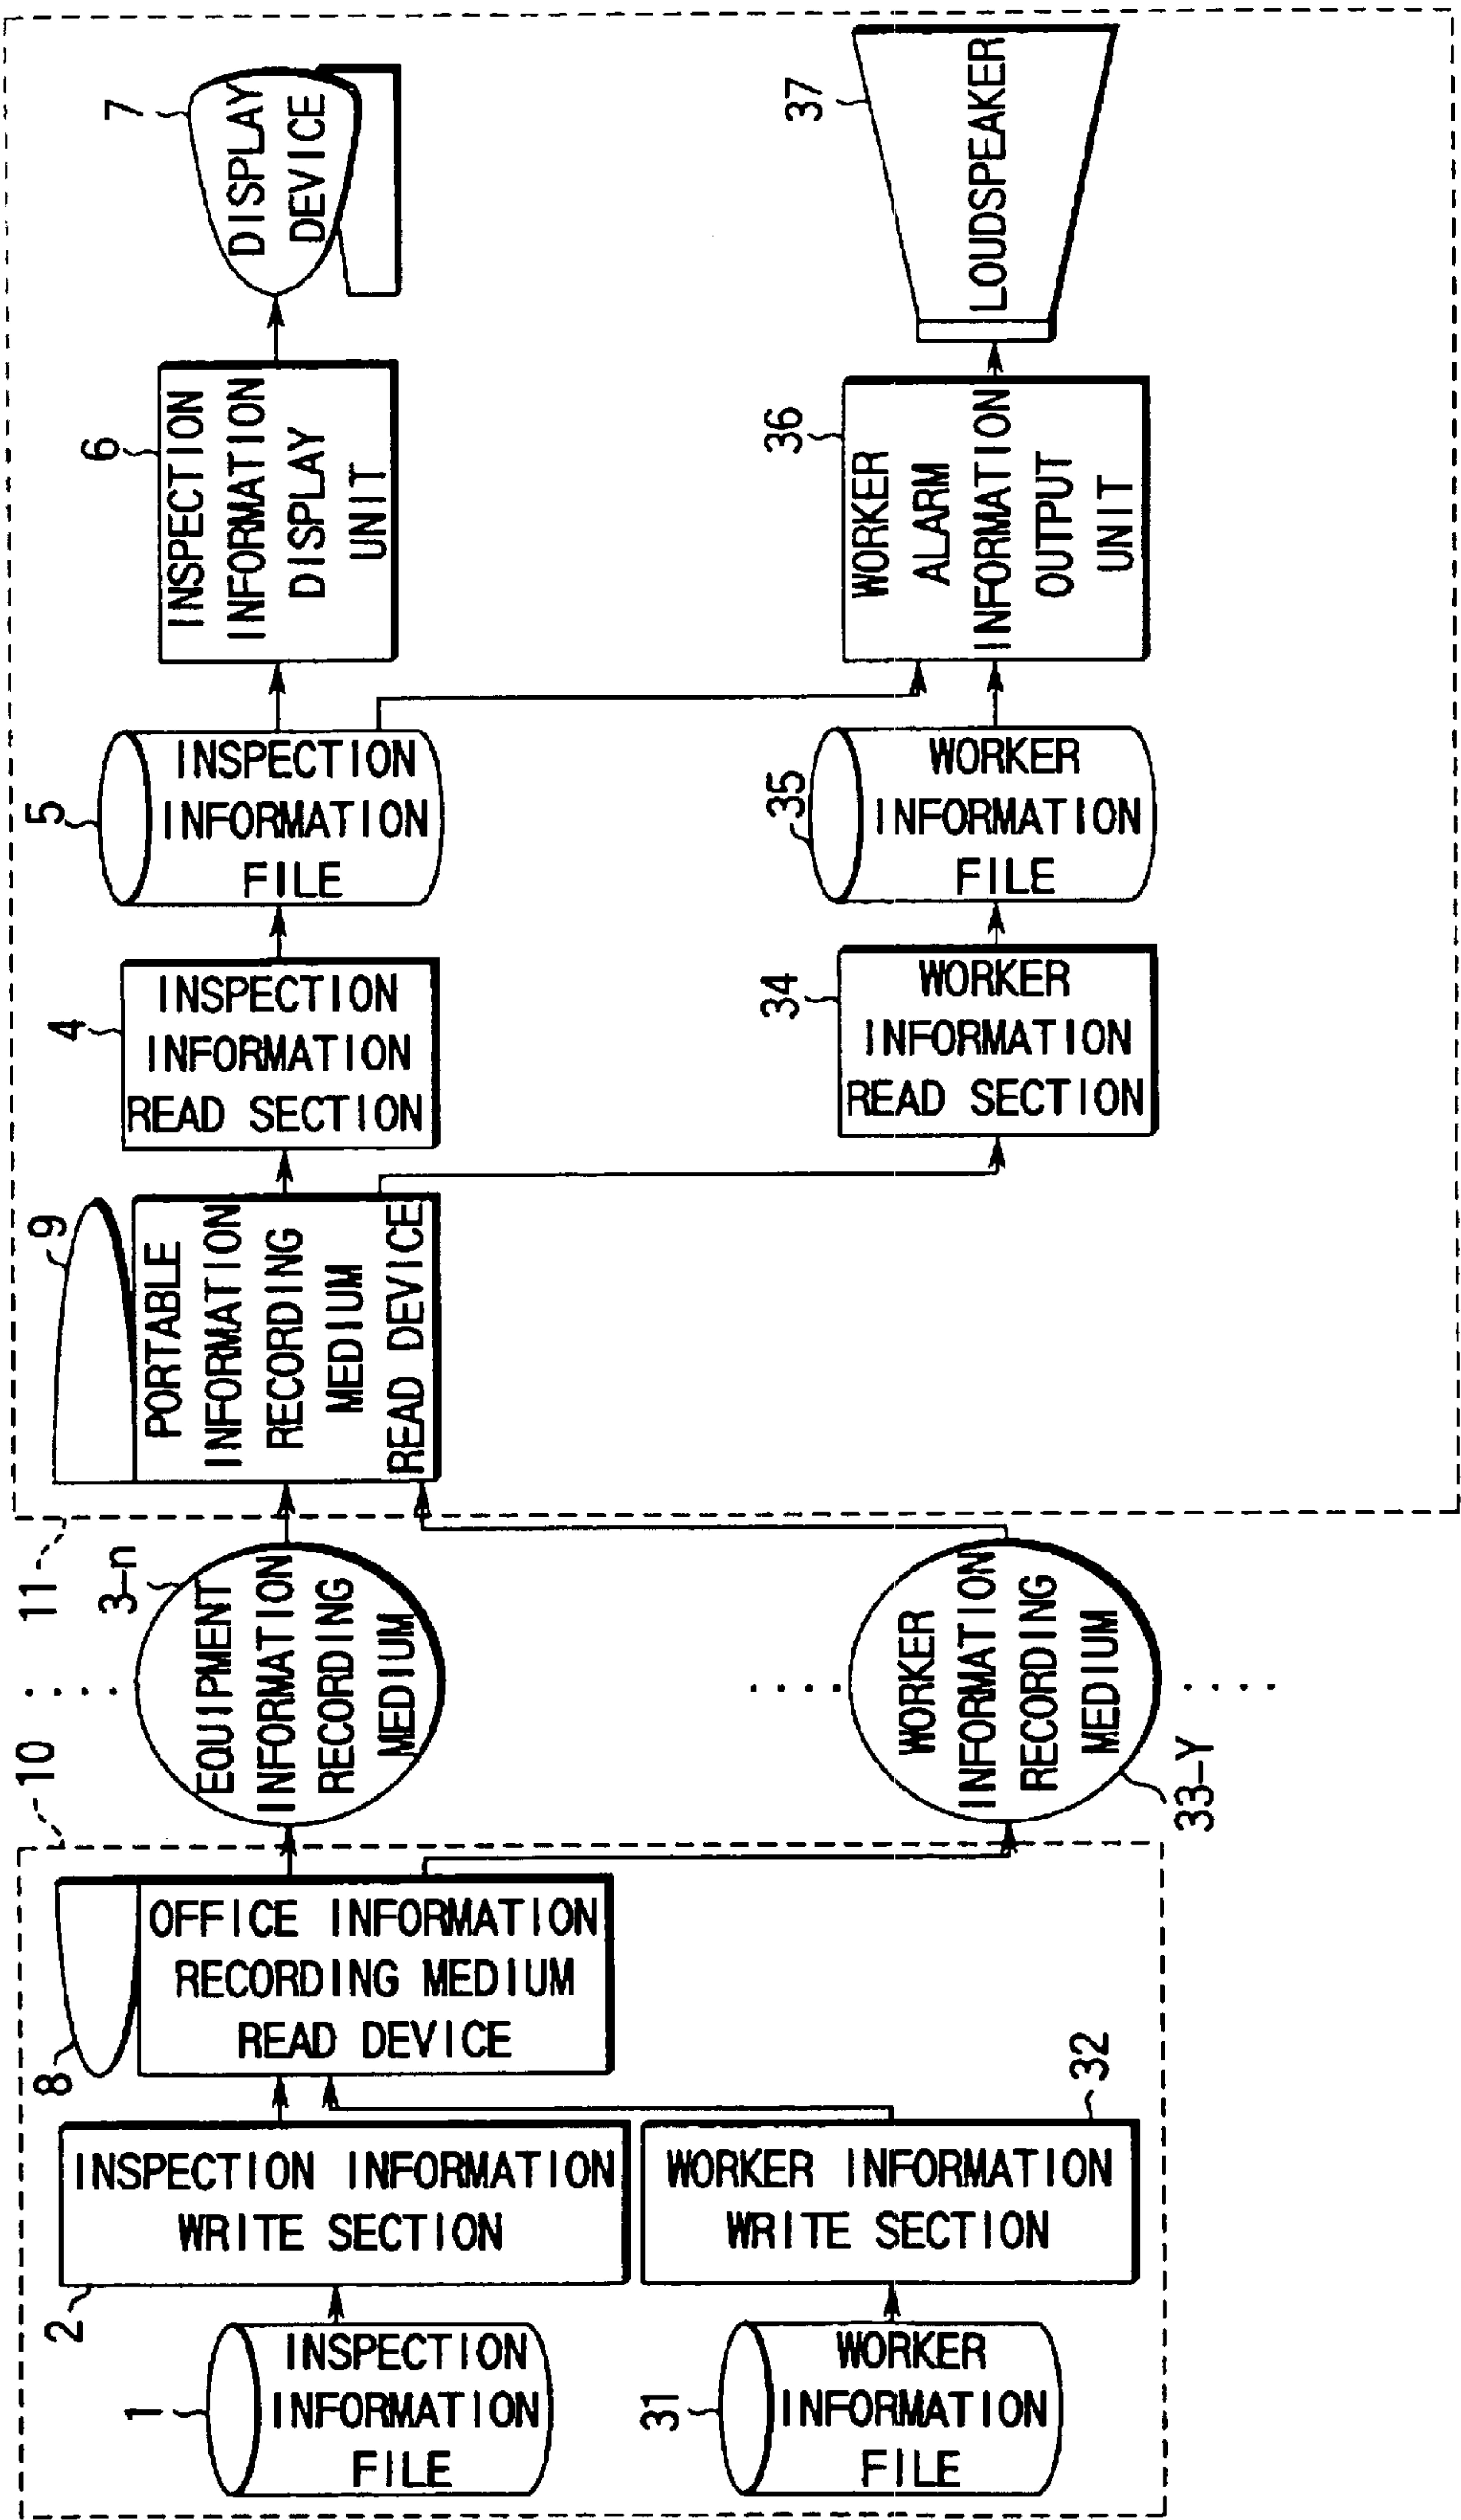 10
1
INSPECTION
INFORMATION
FILE
2
INSPECTION INFORMATION
WRITE SECTION
8
OFFICE INFORMATION
RECORDING MEDIUM
READ DEVICE
31
WORKER
INFORMATION
FILE
32
WORKER INFORMATION
WRITE SECTION
3-n
EQUIPMENT
INFORMATION
RECORDING
MEDIUM
33-Y
WORKER
INFORMATION
RECORDING
MEDIUM
11
9
PORTABLE
INFORMATION
RECORDING
MEDIUM
READ DEVICE
4
INSPECTION
INFORMATION
READ SECTION
5
INSPECTION
INFORMATION
FILE
6
INSPECTION
INFORMATION
DISPLAY
UNIT
7
DISPLAY
DEVICE
34
WORKER
INFORMATION
READ SECTION
35
WORKER
INFORMATION
FILE
36
WORKER
ALARM
INFORMATION
OUTPUT
UNIT
37
LOUDSPEAKER